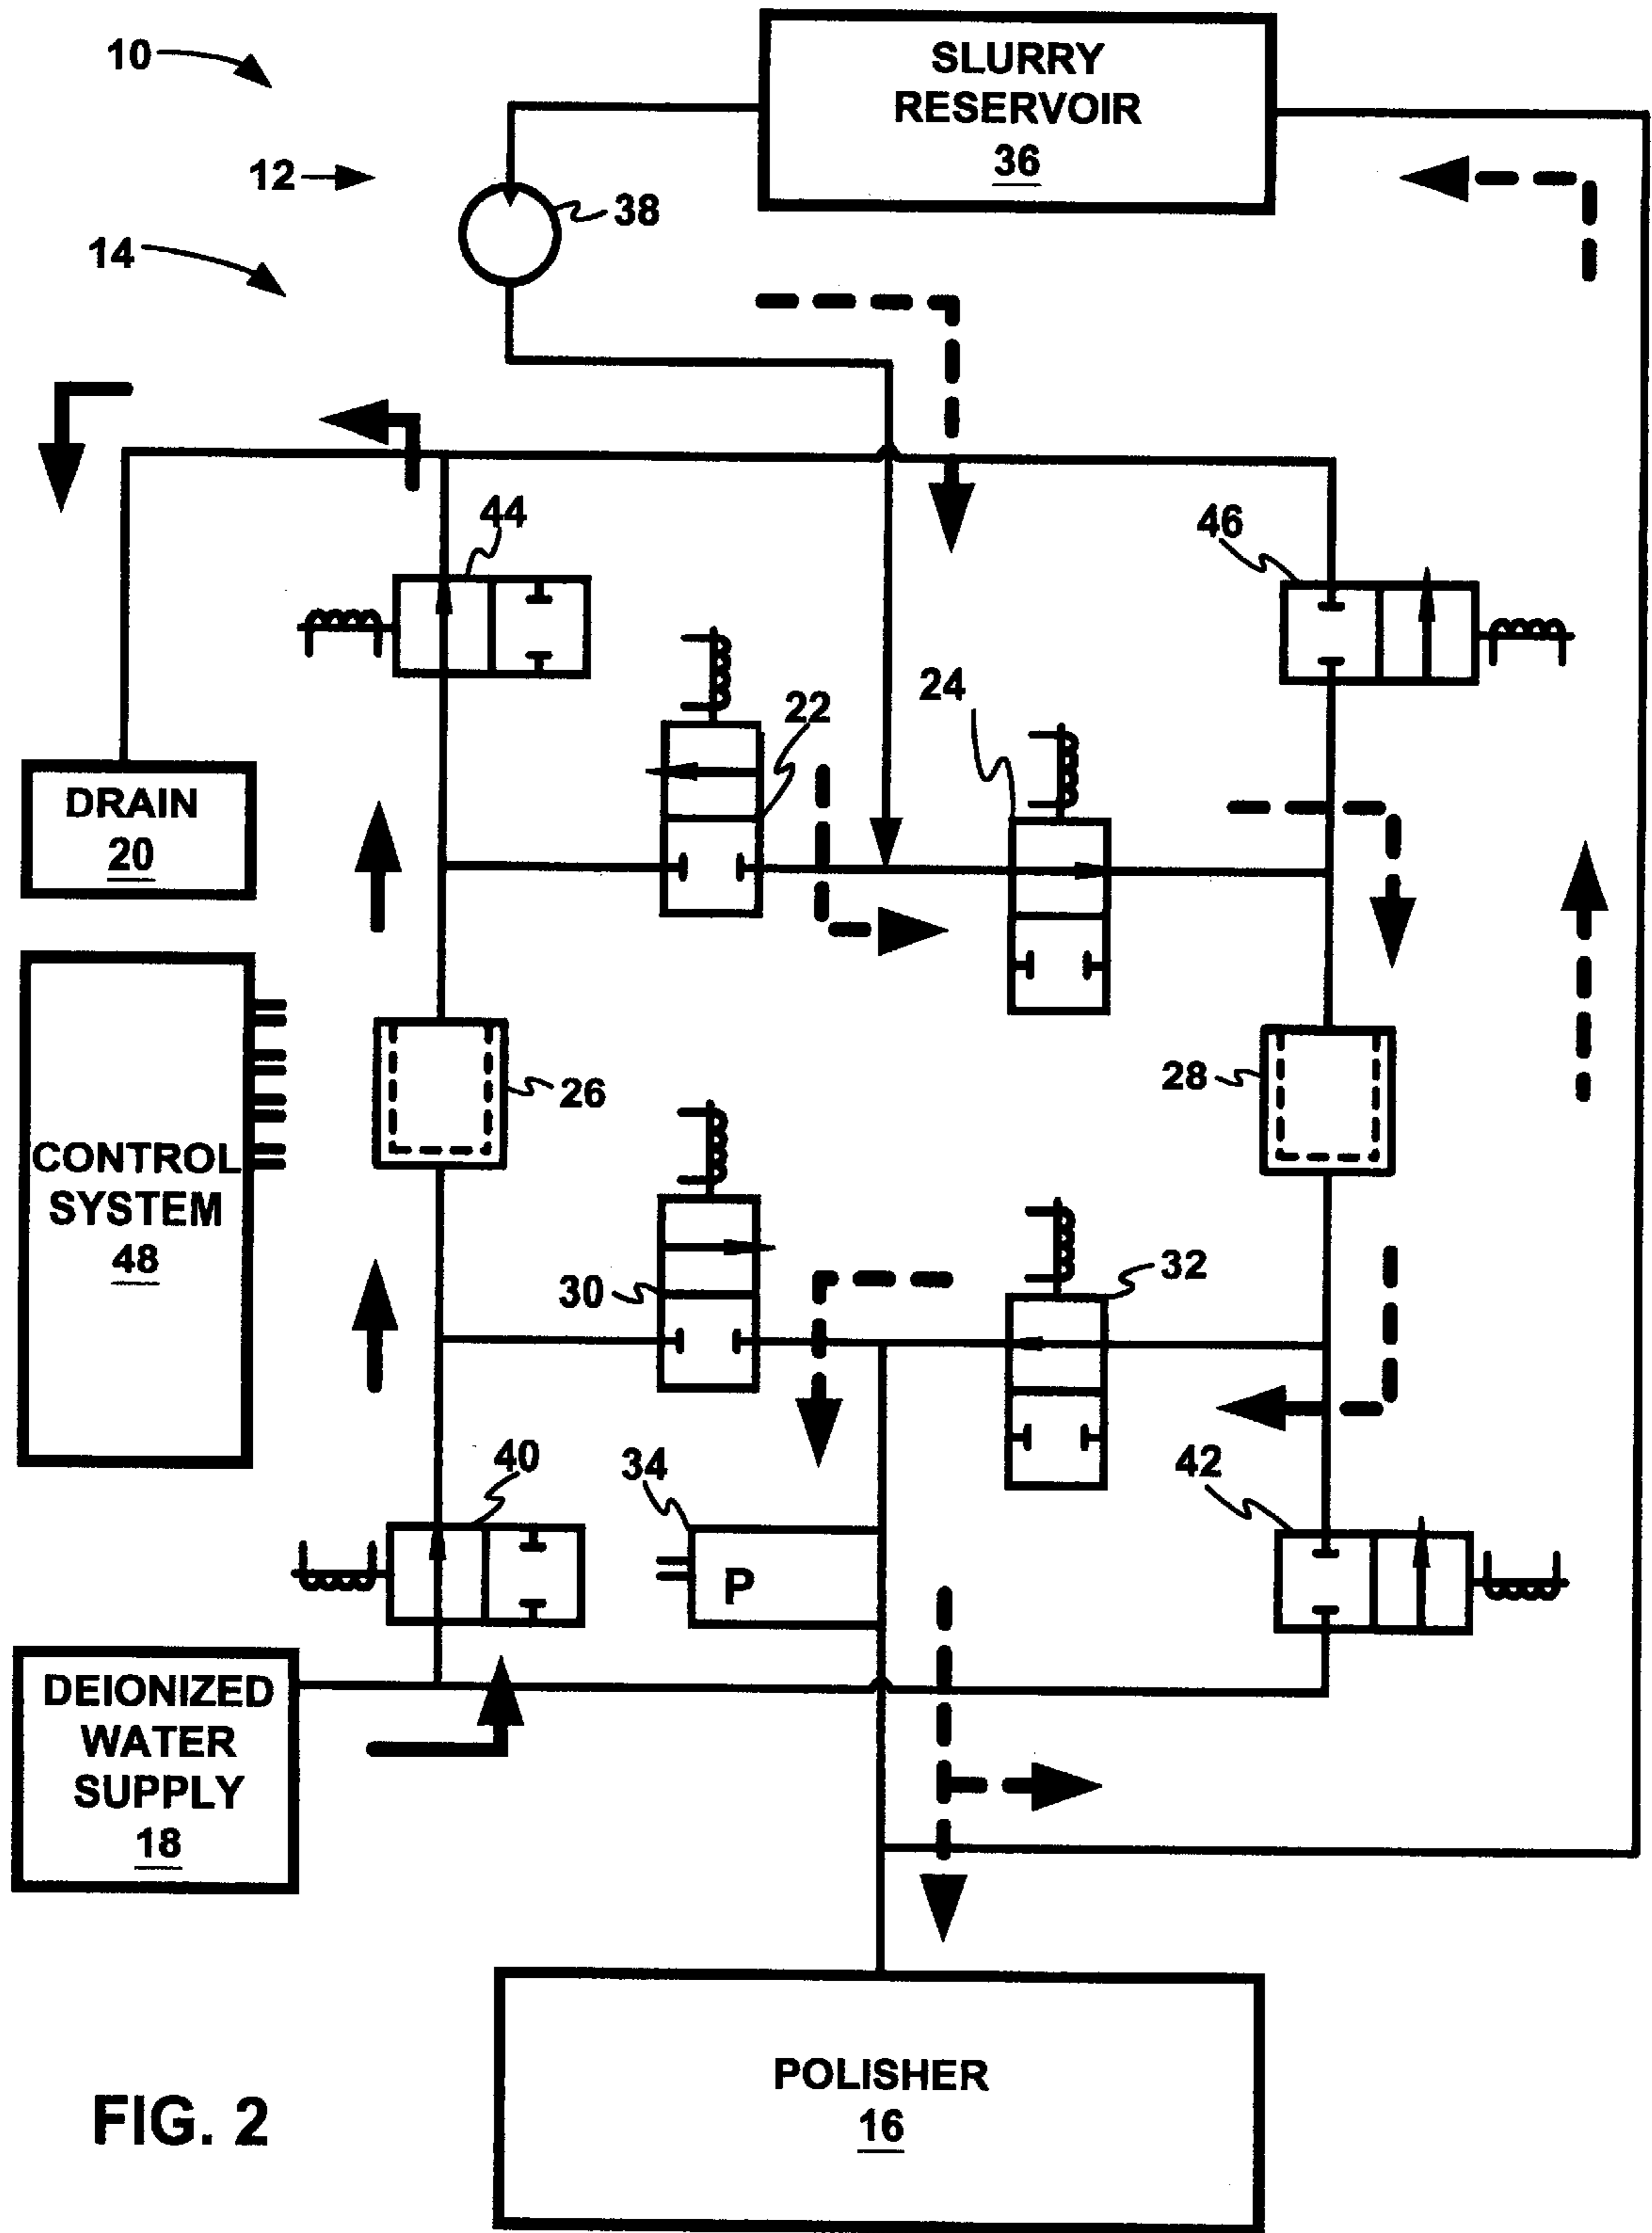 10
SLURRY
RESERVOIR
36
12
38
14
44
46
24
22
DRAIN
20
26
28
CONTROL
SYSTEM
48
30
32
40
34
42
P
DEIONIZED
WATER
SUPPLY
18
POLISHER
16
FIG. 2